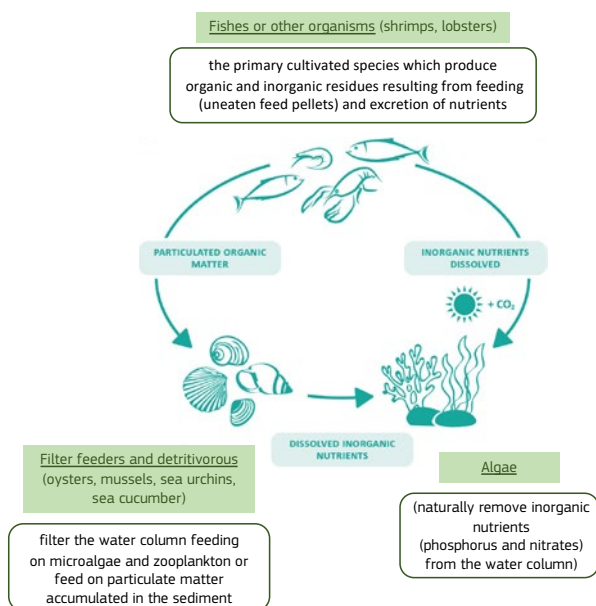 Fishes or other organisms (shrimps, lobsters)
the primary cultivated species which produce
organic and inorganic residues resulting from feeding
(uneaten feed pellets) and excretion of nutrients
PARTICULATED ORGANIC
MATTER
INORGANIC NUTRIENTS
DISSOLVED
+ CO₂
DISSOLVED INORGANIC
NUTRIENTS
Filter feeders and detritivorous
(oysters, mussels, sea urchins,
sea cucumber)
filter the water column feeding
on microalgae and zooplankton or
feed on particulate matter
accumulated in the sediment
Algae
(naturally remove inorganic
nutrients
(phosphorus and nitrates)
from the water column)